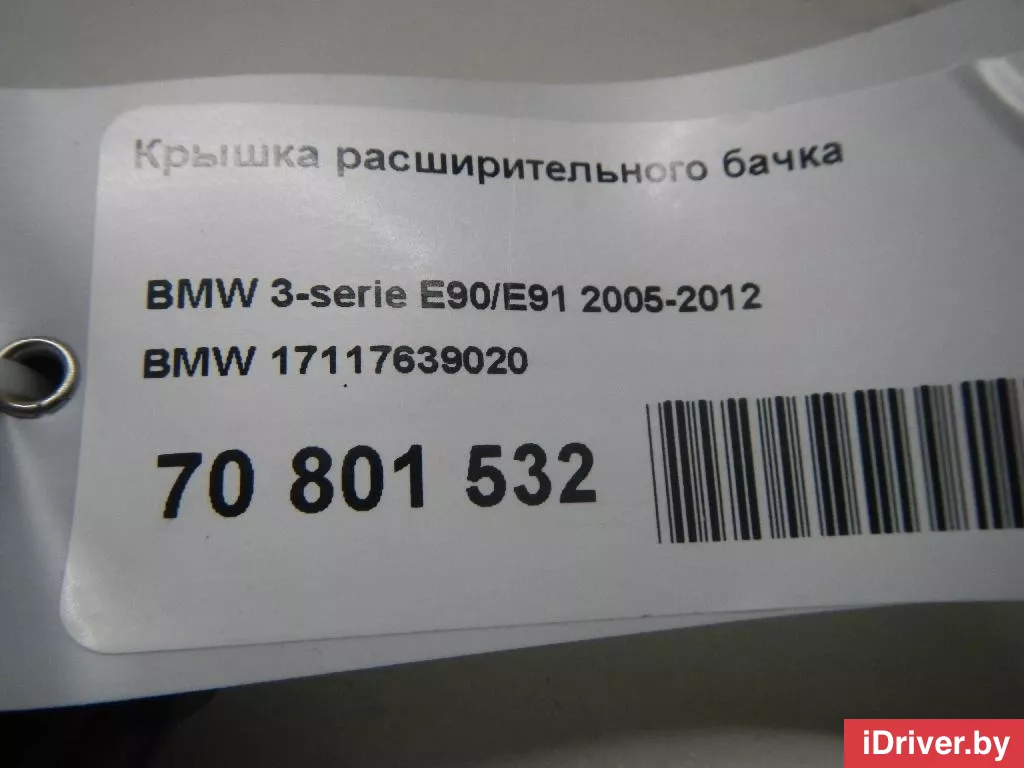 Крышка расширительного бачка
BMW 3-serie E90/E91 2005-2012
BMW 17117639020
70 801 532
iDriver.by